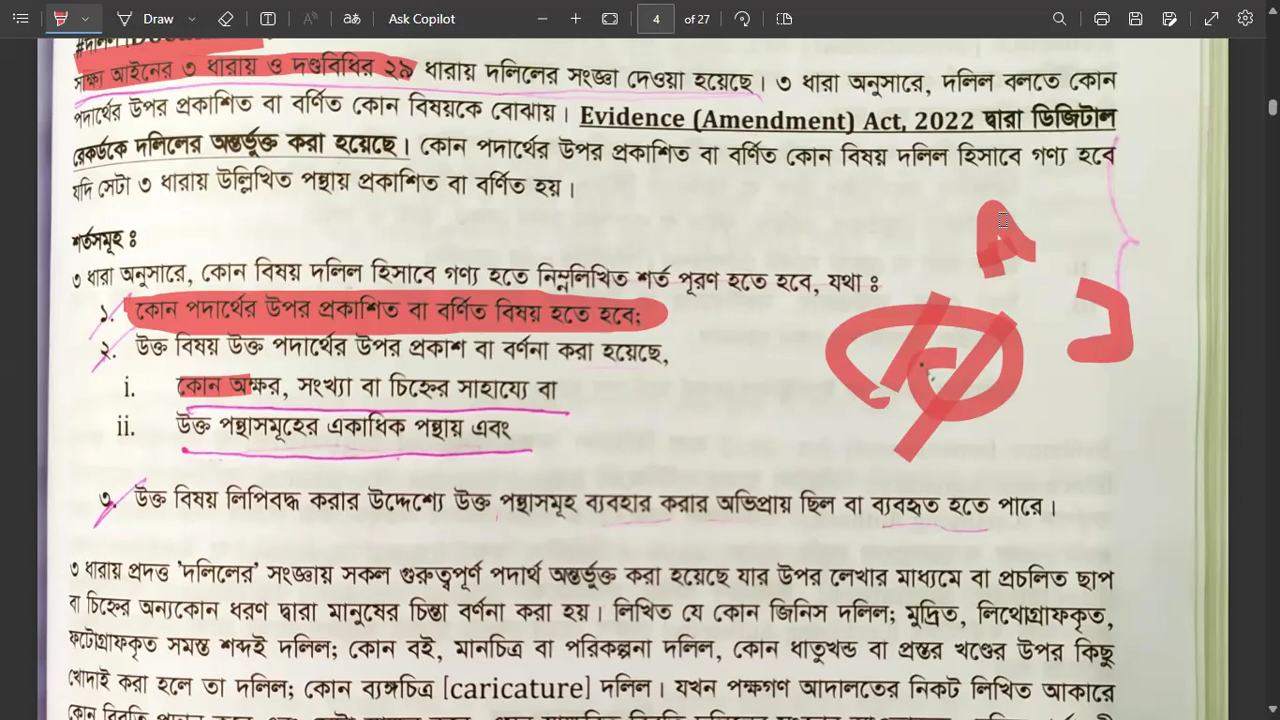 Draw
Ask Copilot
4 of 27
#দলিল
সাক্ষ্য আইনের ৩ ধারায় ও দণ্ডবিধির ২৯ ধারায় দলিলের সংজ্ঞা দেওয়া হয়েছে। ৩ ধারা অনুসারে, দলিল বলতে কোন
পদার্থের উপর প্রকাশিত বা বর্ণিত কোন বিষয়কে বোঝায়। Evidence (Amendment) Act, 2022 দ্বারা ডিজিটাল
রেকর্ডকে দলিলের অন্তর্ভুক্ত করা হয়েছে। কোন পদার্থের উপর প্রকাশিত বা বর্ণিত কোন বিষয় দলিল হিসাবে গণ্য হবে
যদি সেটা ৩ ধারায় উল্লিখিত পন্থায় প্রকাশিত বা বর্ণিত হয়।
শর্তসমূহ ঃ
৩ ধারা অনুসারে, কোন বিষয় দলিল হিসাবে গণ্য হতে নিম্নলিখিত শর্ত পূরণ হতে হবে, যথা ঃ
১. কোন পদার্থের উপর প্রকাশিত বা বর্ণিত বিষয় হতে হবে;
২. উক্ত বিষয় উক্ত পদার্থের উপর প্রকাশ বা বর্ণনা করা হয়েছে,
i. কোন অক্ষর, সংখ্যা বা চিহ্নের সাহায্যে বা
ii. উক্ত পন্থাসমূহের একাধিক পন্থায় এবং
৩. উক্ত বিষয় লিপিবদ্ধ করার উদ্দেশ্যে উক্ত পন্থাসমূহ ব্যবহার করার অভিপ্রায় ছিল বা ব্যবহৃত হতে পারে।
৩ ধারায় প্রদত্ত 'দলিলের' সংজ্ঞায় সকল গুরুত্বপূর্ণ পদার্থ অন্তর্ভুক্ত করা হয়েছে যার উপর লেখার মাধ্যমে বা প্রচলিত ছাপ
বা চিহ্নের অন্যকোন ধরণ দ্বারা মানুষের চিন্তা বর্ণনা করা হয়। লিখিত যে কোন জিনিস দলিল; মুদ্রিত, লিথোগ্রাফকৃত,
ফটোগ্রাফকৃত সমস্ত শব্দই দলিল; কোন বই, মানচিত্র বা পরিকল্পনা দলিল, কোন ধাতুখন্ড বা প্রস্তর খণ্ডের উপর কিছু
খোদাই করা হলে তা দলিল; কোন ব্যঙ্গচিত্র [caricature] দলিল। যখন পক্ষগণ আদালতের নিকট লিখিত আকারে